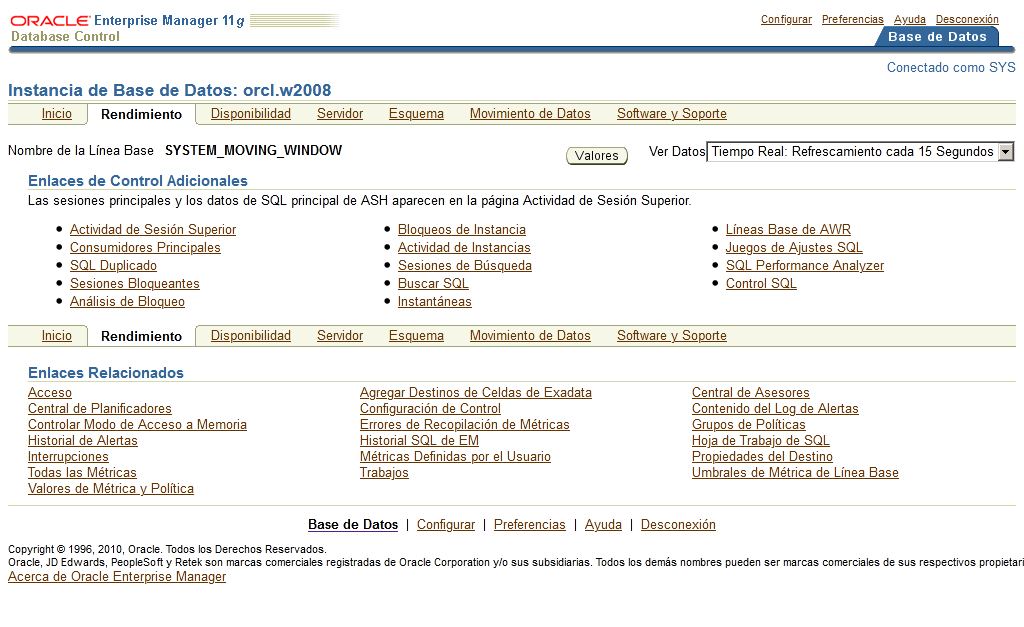 ORACLE Enterprise Manager 11g
Database Control
Configurar Preferencias Ayuda Desconexión
Base de Datos
Conectado como SYS
Instancia de Base de Datos: orcl.w2008
Inicio Rendimiento Disponibilidad Servidor Esquema Movimiento de Datos Software y Soporte
Nombre de la Línea Base SYSTEM_MOVING_WINDOW Valores Ver Datos Tiempo Real: Refrescamiento cada 15 Segundos
Enlaces de Control Adicionales
Las sesiones principales y los datos de SQL principal de ASH aparecen en la página Actividad de Sesión Superior.
• Actividad de Sesión Superior • Bloqueos de Instancia • Líneas Base de AWR
• Consumidores Principales • Actividad de Instancias • Juegos de Ajustes SQL
• SQL Duplicado • Sesiones de Búsqueda • SQL Performance Analyzer
• Sesiones Bloqueantes • Buscar SQL • Control SQL
• Análisis de Bloqueo • Instantáneas
Inicio Rendimiento Disponibilidad Servidor Esquema Movimiento de Datos Software y Soporte
Enlaces Relacionados
Acceso Agregar Destinos de Celdas de Exadata Central de Asesores
Central de Planificadores Configuración de Control Contenido del Log de Alertas
Controlar Modo de Acceso a Memoria Errores de Recopilación de Métricas Grupos de Políticas
Historial de Alertas Historial SQL de EM Hoja de Trabajo de SQL
Interrupciones Métricas Definidas por el Usuario Propiedades del Destino
Todas las Métricas Trabajos Umbrales de Métrica de Línea Base
Valores de Métrica y Política
Base de Datos | Configurar | Preferencias | Ayuda | Desconexión
Copyright © 1996, 2010, Oracle. Todos los Derechos Reservados.
Oracle, JD Edwards, PeopleSoft y Retek son marcas comerciales registradas de Oracle Corporation y/o sus subsidiarias. Todos los demás nombres pueden ser marcas comerciales de sus respectivos propietari
Acerca de Oracle Enterprise Manager